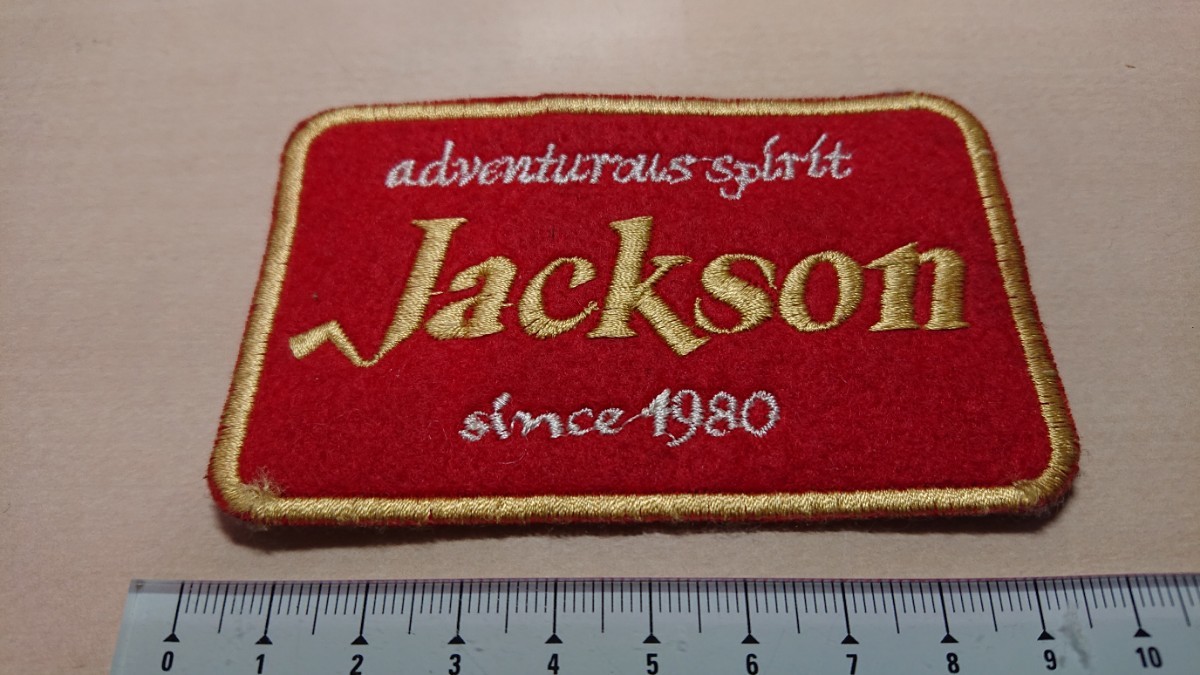 adventurous spirit
Jackson
since 1980
0 1 2 3 4 5 6 7 8 9 10